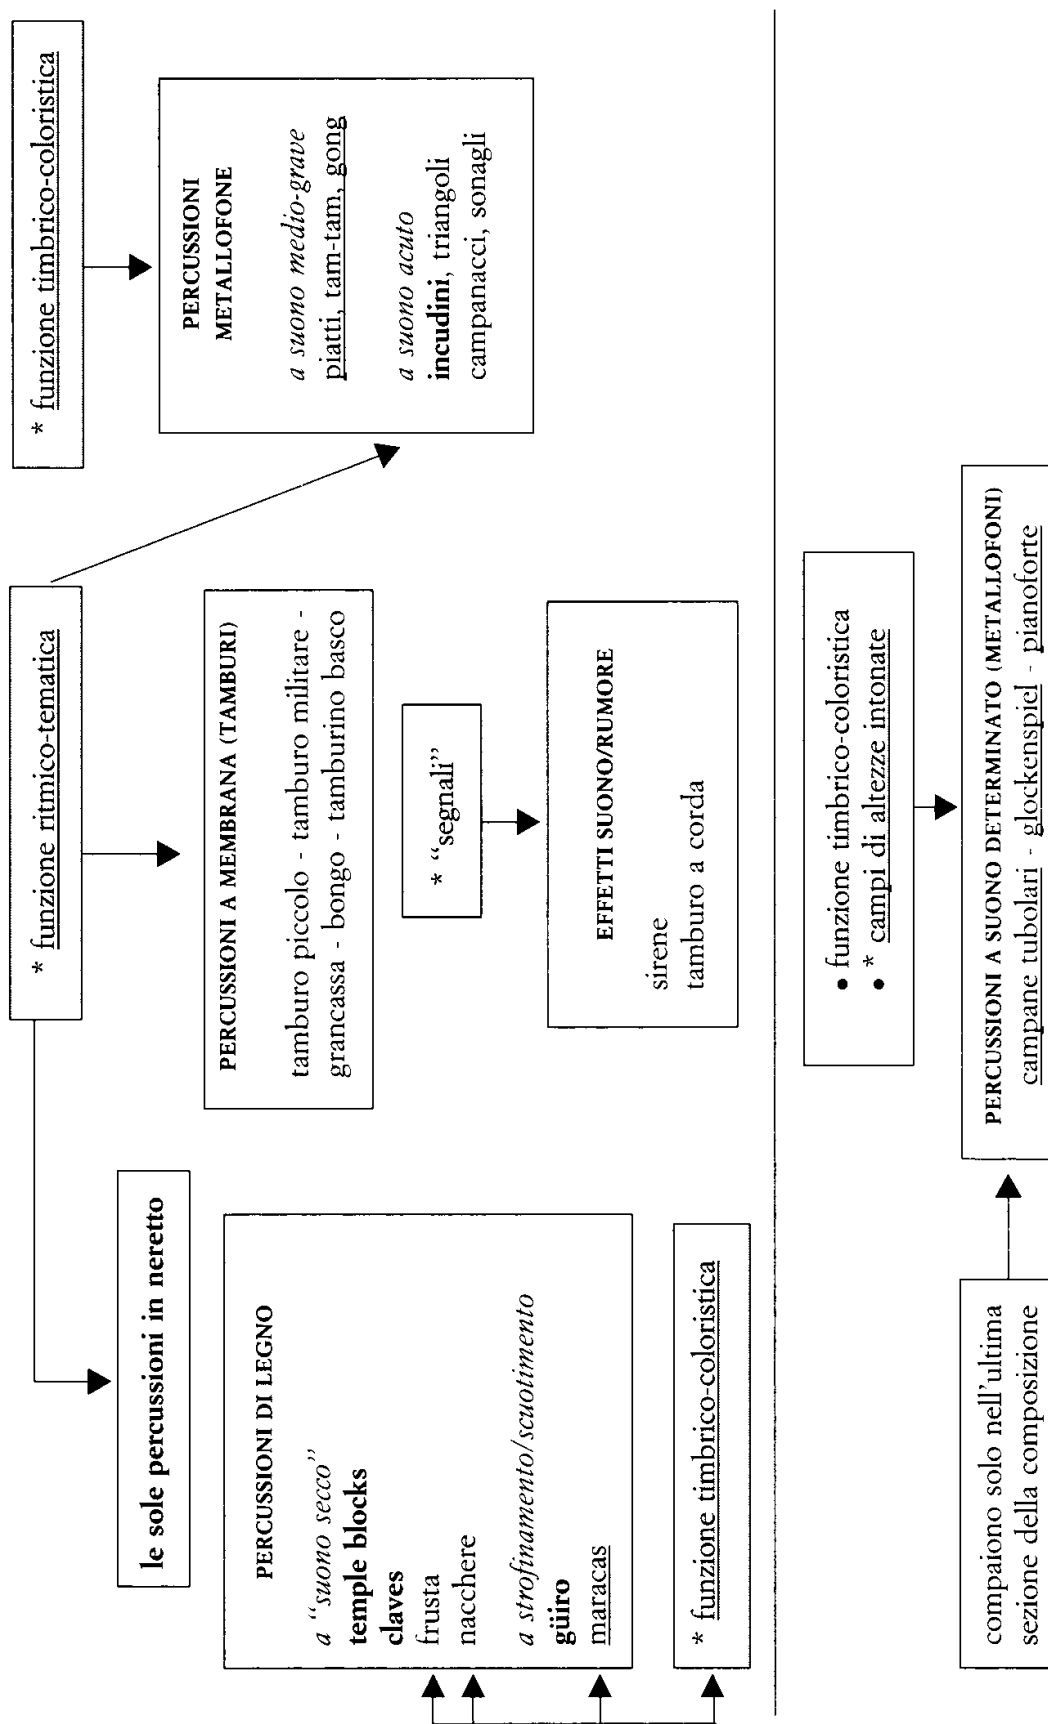 * funzione ritmico-tematica
* funzione timbrico-coloristica
le sole percussioni in neretto
PERCUSSIONI DI LEGNO
a “suono secco”
temple blocks
claves
frusta
nacchere
a strofinamento/scuotimento
güiro
maracas
* funzione timbrico-coloristica
PERCUSSIONI A MEMBRANA (TAMBURI)
tamburo piccolo - tamburo militare -
grancassa - bongo - tamburino basco
* “segnali”
EFFETTI SUONO/RUMORE
sirene
tamburo a corda
PERCUSSIONI
METALLOFONE
a suono medio-grave
piatti, tam-tam, gong
a suono acuto
incudini, triangoli
campanacci, sonagli
• funzione timbrico-coloristica
• * campi di altezze intonate
compaiono solo nell’ultima
sezione della composizione
PERCUSSIONI A SUONO DETERMINATO (METALLOFONI)
campane tubolari - glockenspiel - pianoforte